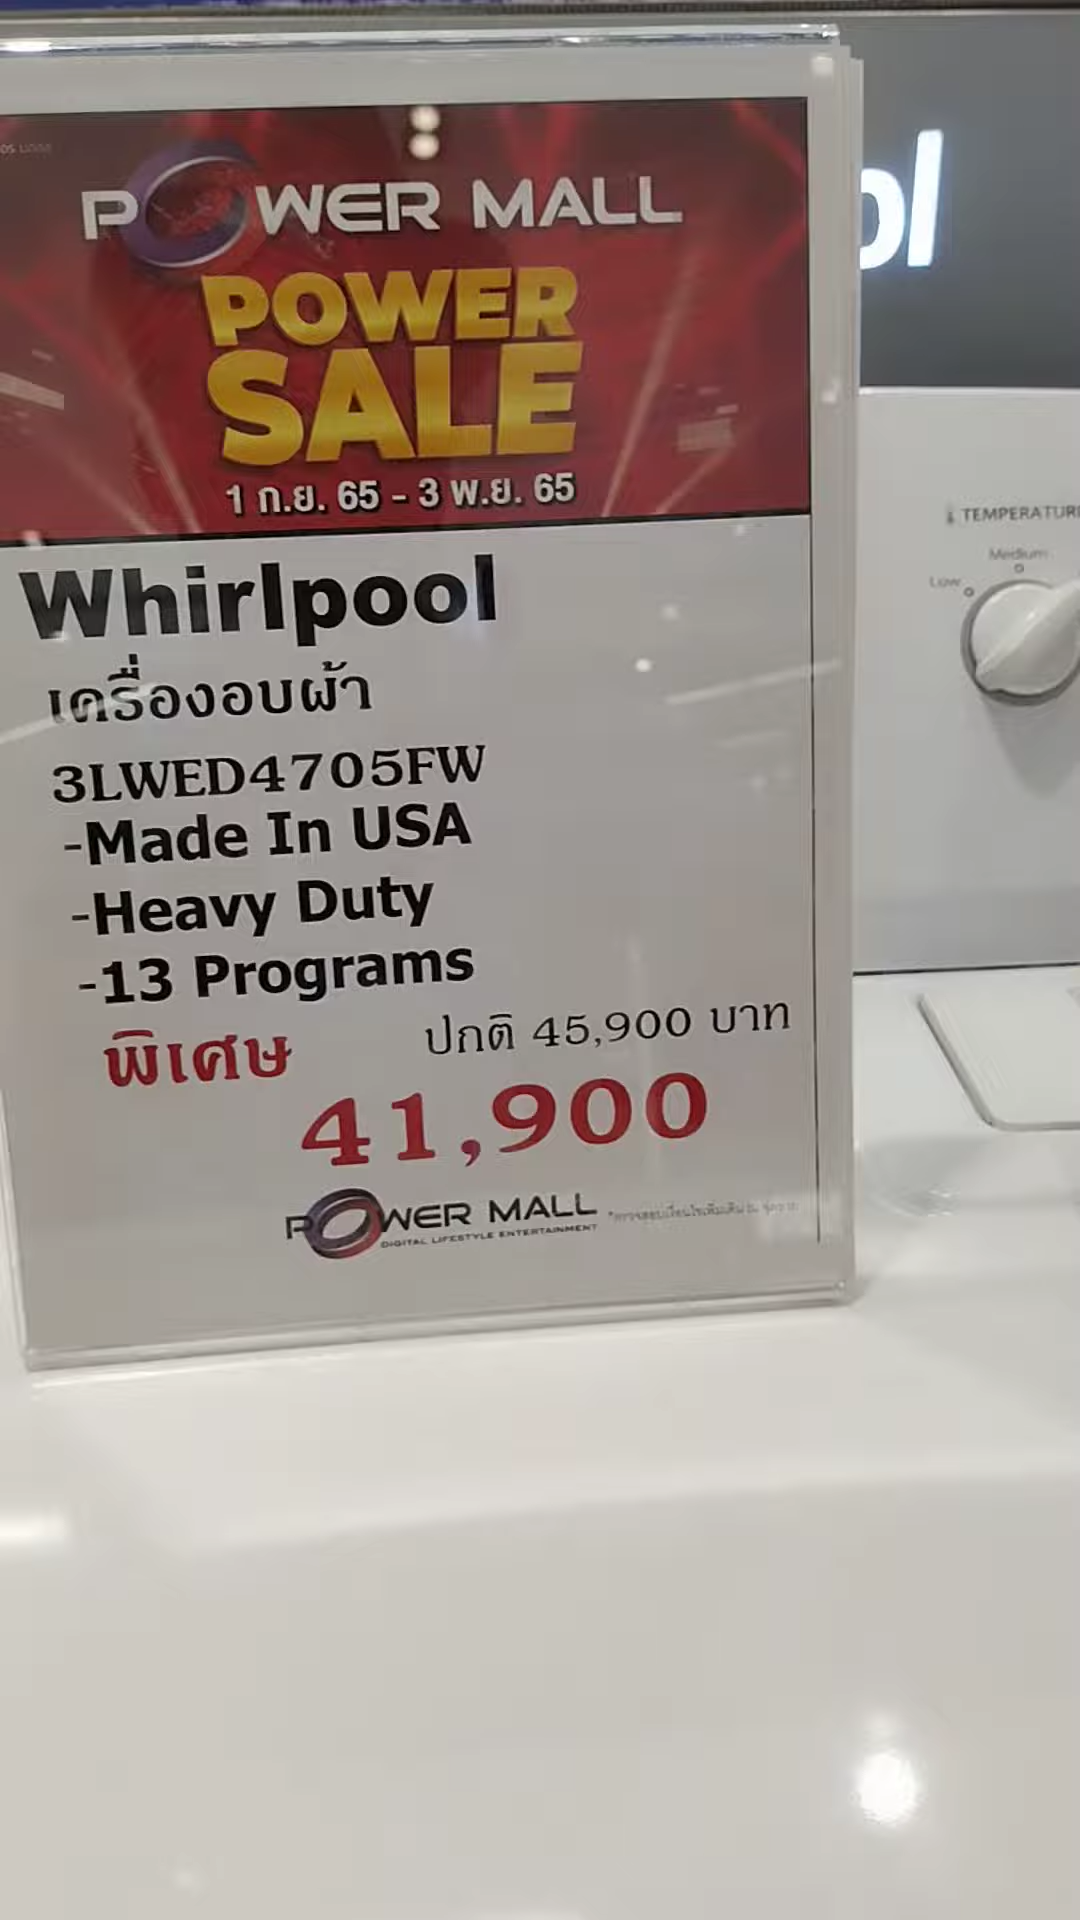 POWER MALL
POWER
SALE
1 ก.ย. 65 - 3 พ.ย. 65
ol
TEMPERATURE
Medium
Low
Whirlpool
เครื่องอบผ้า
3LWED4705FW
-Made In USA
-Heavy Duty
-13 Programs
พิเศษ ปกติ 45,900 บาท
41,900
POWER MALL
DIGITAL LIFESTYLE ENTERTAINMENT